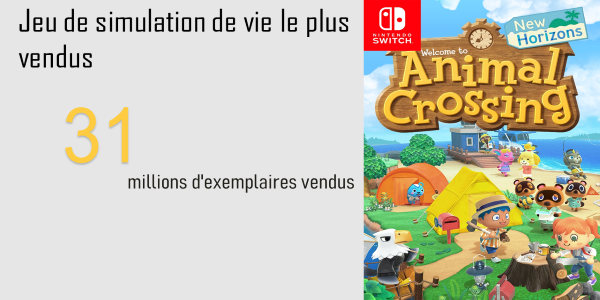 Jeu de simulation de vie le plus
vendus
31
millions d'exemplaires vendus
NINTENDO
SWITCH
New
Horizons
Welcome to
Animal
Crossing